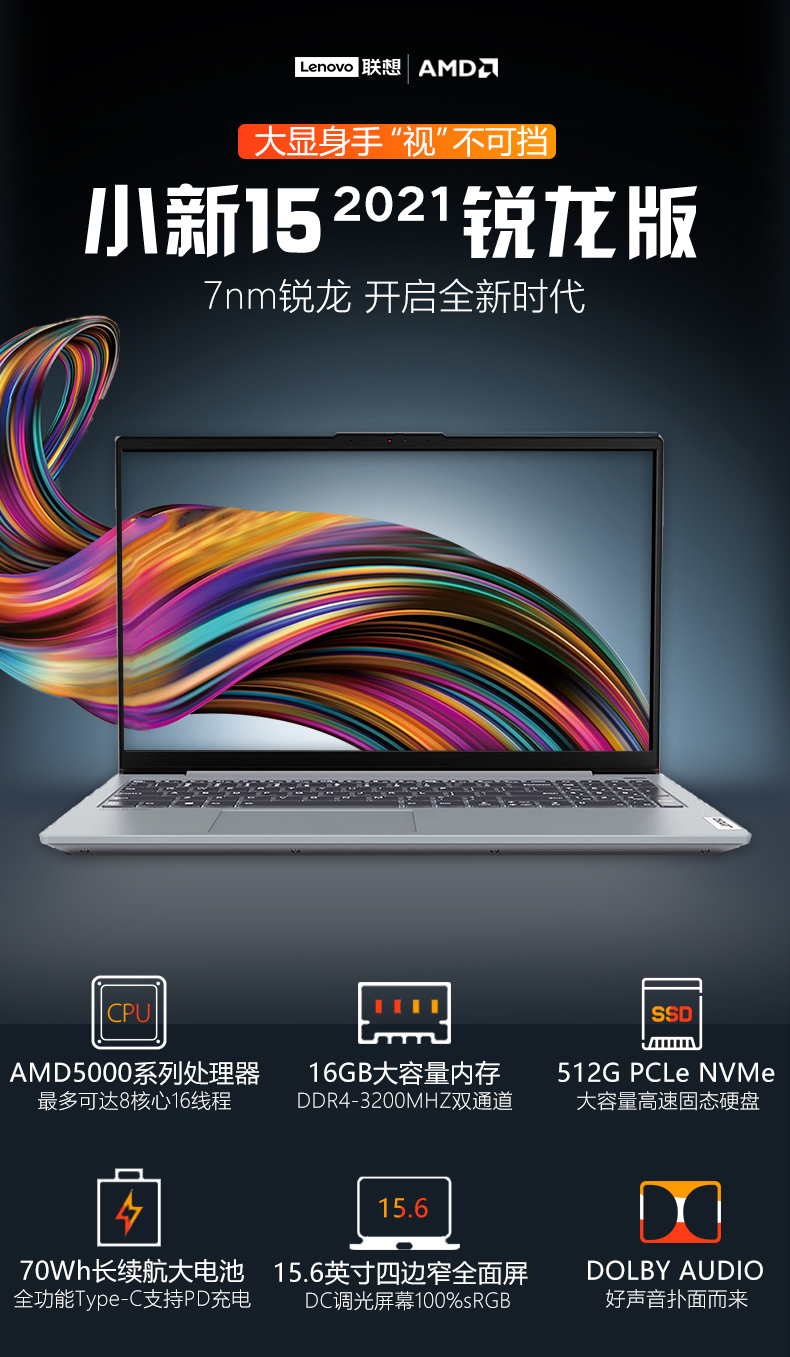 Lenovo 联想 AMD
大显身手“视”不可挡
小新15 2021 锐龙版
7nm锐龙 开启全新时代
CPU
SSD
AMD5000系列处理器
16GB大容量内存
512G PCLe NVMe
最多可达8核心16线程
DDR4-3200MHZ双通道
大容量高速固态硬盘
15.6
70Wh长续航大电池
15.6英寸四边窄全面屏
DOLBY AUDIO
全功能Type-C支持PD充电
DC调光屏幕100%sRGB
好声音扑面而来